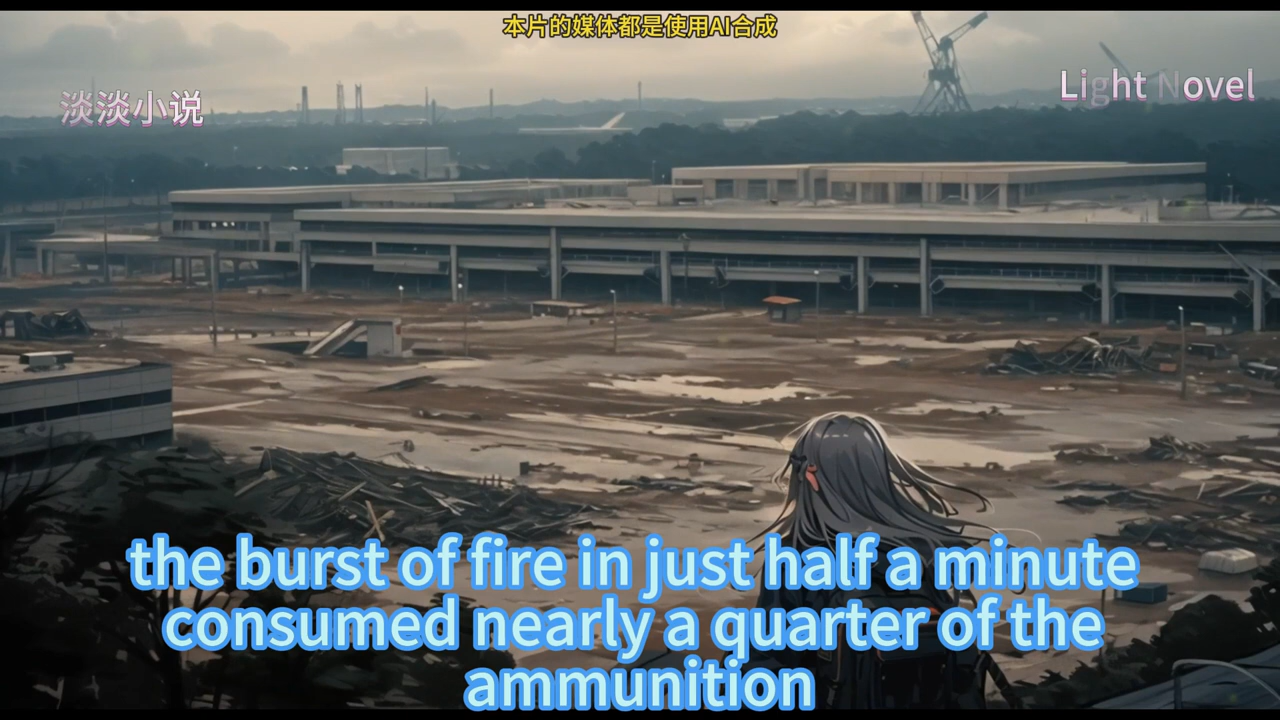 本片的媒体都是使用AI合成
淡淡小说
Light Novel
the burst of fire in just half a minute
consumed nearly a quarter of the
ammunition